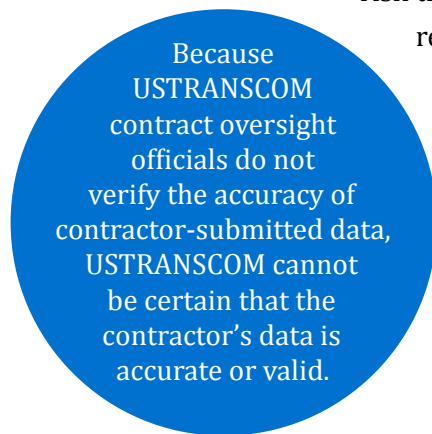 Because
USTRANSCOM
contract oversight
officials do not
verify the accuracy of
contractor-submitted data,
USTRANSCOM cannot
be certain that the
contractor's data is
accurate or valid.